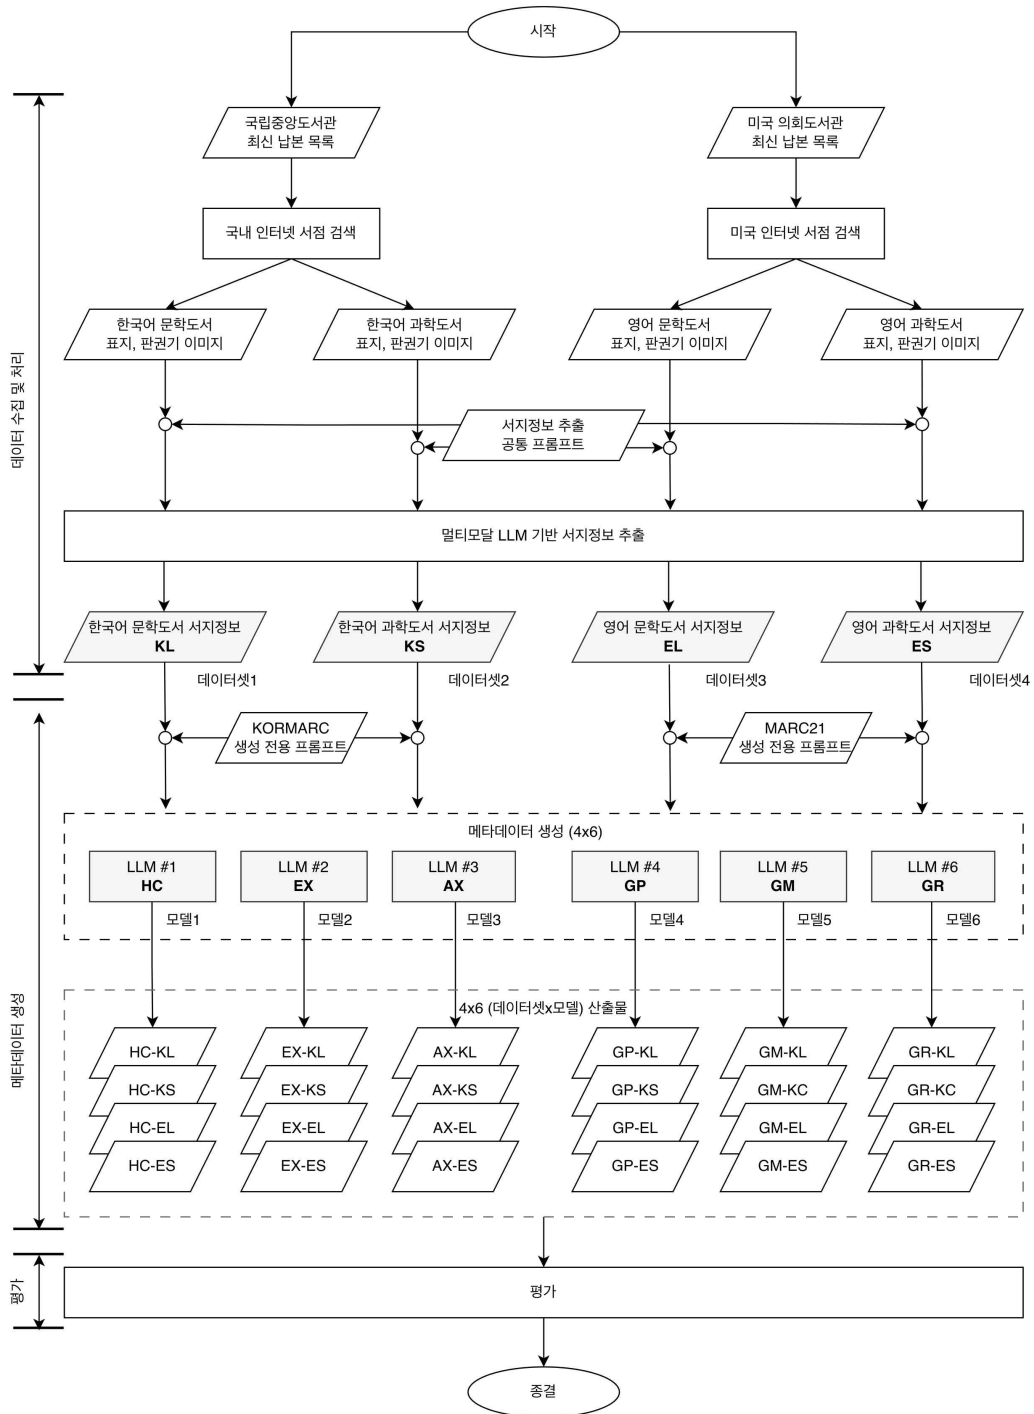 시작
국립중앙도서관
최신 납본 목록
미국 의회도서관
최신 납본 목록
국내 인터넷 서점 검색
미국 인터넷 서점 검색
한국어 문학도서
표지, 판권기 이미지
한국어 과학도서
표지, 판권기 이미지
영어 문학도서
표지, 판권기 이미지
영어 과학도서
표지, 판권기 이미지
데이터 수집 및 처리
서지정보 추출
공통 프롬프트
멀티모달 LLM 기반 서지정보 추출
한국어 문학도서 서지정보
KL
한국어 과학도서 서지정보
KS
영어 문학도서 서지정보
EL
영어 과학도서 서지정보
ES
데이터셋1
데이터셋2
데이터셋3
데이터셋4
KORMARC
생성 전용 프롬프트
MARC21
생성 전용 프롬프트
메타데이터 생성 (4x6)
LLM #1
HC
LLM #2
EX
LLM #3
AX
LLM #4
GP
LLM #5
GM
LLM #6
GR
모델1
모델2
모델3
모델4
모델5
모델6
메타데이터 생성
4x6 (데이터셋x모델) 산출물
HC-KL
EX-KL
AX-KL
GP-KL
GM-KL
GR-KL
HC-KS
EX-KS
AX-KS
GP-KS
GM-KC
GR-KC
HC-EL
EX-EL
AX-EL
GP-EL
GM-EL
GR-EL
HC-ES
EX-ES
AX-ES
GP-ES
GM-ES
GR-ES
평가
평가
종결